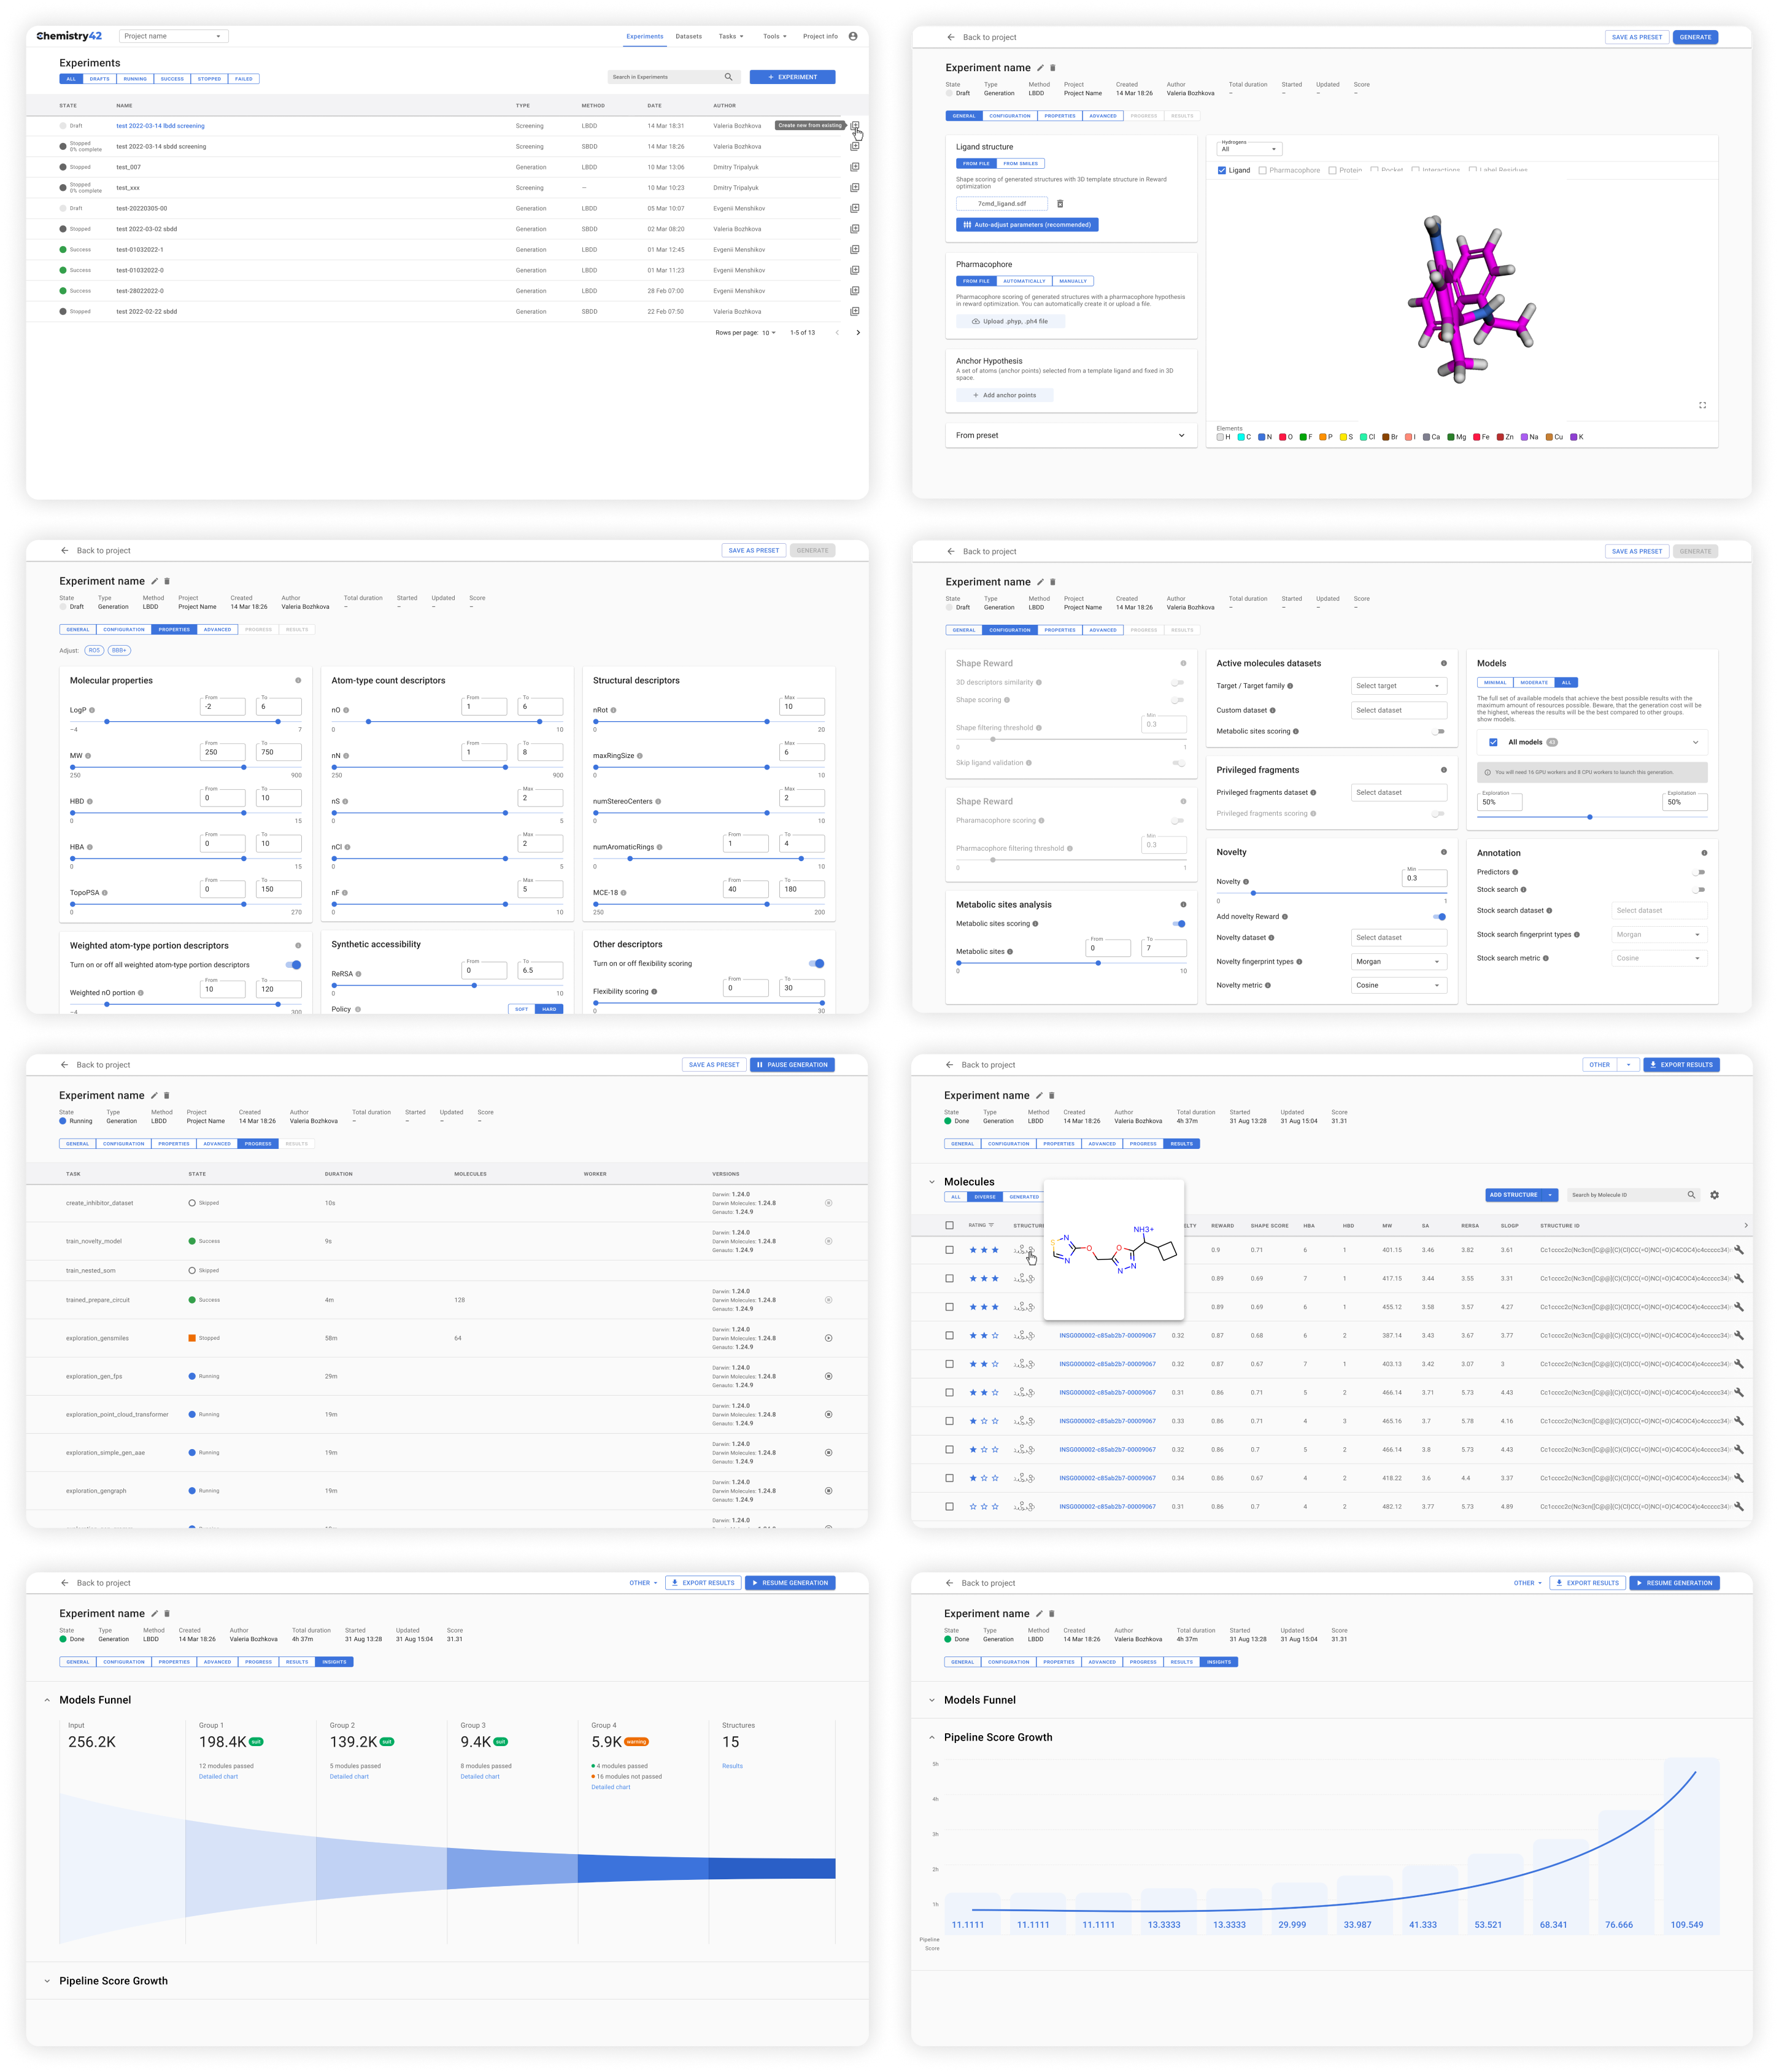 Chemistry42
Project name
Experiments Datasets Tasks Tools Project info
Experiments
ALL DRAFTS RUNNING SUCCESS STOPPED FAILED
Search in Experiments
+ EXPERIMENT
STATE NAME TYPE METHOD DATE AUTHOR
Draft test 2022-03-14 lbdd screening Screening LBDD 14 Mar 18:31 Valeria Bozhkova Create new from existing
Stopped 0% complete test 2022-03-14 sbdd screening Screening SBDD 14 Mar 18:26 Valeria Bozhkova
Stopped test_007 Generation LBDD 10 Mar 13:06 Dmitry Tripalyuk
Stopped 0% complete test_xxx Screening – 10 Mar 10:23 Dmitry Tripalyuk
Draft test-20220305-00 Generation LBDD 05 Mar 10:07 Evgenii Menshikov
Stopped test 2022-03-02 sbdd Generation SBDD 02 Mar 08:20 Valeria Bozhkova
Success test-01032022-1 Generation LBDD 01 Mar 12:45 Evgenii Menshikov
Success test-01032022-0 Generation LBDD 01 Mar 11:23 Evgenii Menshikov
Success test-28022022-0 Generation LBDD 28 Feb 07:00 Evgenii Menshikov
Stopped test 2022-02-22 sbdd Generation SBDD 22 Feb 07:50 Valeria Bozhkova
Rows per page: 10 1-5 of 13
Back to project
SAVE AS PRESET GENERATE
Experiment name
State Type Method Project Created Author Total duration Started Updated Score
Draft Generation LBDD Project Name 14 Mar 18:26 Valeria Bozhkova – – – –
GENERAL CONFIGURATION PROPERTIES ADVANCED PROGRESS RESULTS
Ligand structure
FROM FILE FROM SMILES
Shape scoring of generated structures with 3D template structure in Reward
optimization
7cmd_ligand.sdf
Auto-adjust parameters (recommended)
Pharmacophore
FROM FILE AUTOMATICALLY MANUALLY
Pharmacophore scoring of generated structures with a pharmacophore hypothesis
in reward optimization. You can automatically create it or upload a file.
Upload .phyp, .ph4 file
Anchor Hypothesis
A set of atoms (anchor points) selected from a template ligand and fixed in 3D
space.
+ Add anchor points
From preset
Hydrogens
All
Ligand Pharmacophore Protein Pocket Interactions Label Residues
Elements
H C N O F P S Cl Br I Ca Mg Fe Zn Na Cu K
Back to project
SAVE AS PRESET GENERATE
Experiment name
State Type Method Project Created Author Total duration Started Updated Score
Draft Generation LBDD Project Name 14 Mar 18:26 Valeria Bozhkova – – – –
GENERAL CONFIGURATION PROPERTIES ADVANCED PROGRESS RESULTS
Adjust: RO5 BBB+
Molecular properties
LogP From -2 To 6
−4 7
MW From 250 To 750
250 900
HBD From 0 To 10
0 15
HBA From 0 To 10
0 15
TopoPSA From 0 To 150
0 270
Atom-type count descriptors
nO From 1 To 6
0 10
nN From 1 To 8
250 900
nS Max 2
0 5
nCl Max 2
0 5
nF Max 5
0 10
Structural descriptors
nRot Max 10
0 20
maxRingSize Max 6
0 10
numStereoCenters Max 2
0 10
numAromaticRings From 1 To 4
0 10
MCE-18 From 40 To 180
250 200
Weighted atom-type portion descriptors
Turn on or off all weighted atom-type portion descriptors
Weighted nO portion From 10 To 120
−4 300
Synthetic accessibility
ReRSA From 0 To 6.5
0 10
Policy SOFT HARD
Other descriptors
Turn on or off flexibility scoring
Flexibility scoring From 0 To 30
0 30
Back to project
SAVE AS PRESET GENERATE
Experiment name
State Type Method Project Created Author Total duration Started Updated Score
Draft Generation LBDD Project Name 14 Mar 18:26 Valeria Bozhkova – – – –
GENERAL CONFIGURATION PROPERTIES ADVANCED PROGRESS RESULTS
Shape Reward
3D descriptors similarity
Shape scoring
Shape filtering threshold Min 0.3
0 1
Skip ligand validation
Shape Reward
Pharamacophore scoring
Pharmacophore filtering threshold Min 0.3
0 1
Metabolic sites analysis
Metabolic sites scoring
Metabolic sites From 0 To 7
0 10
Active molecules datasets
Target / Target family Select target
Custom dataset Select dataset
Metabolic sites scoring
Privileged fragments
Privileged fragments dataset Select dataset
Privileged fragments scoring
Novelty
Novelty Min 0.3
0 1
Add novelty Reward
Novelty dataset Select dataset
Novelty fingerprint types Morgan
Novelty metric Cosine
Models
MINIMAL MODERATE ALL
The full set of available models that achieve the best possible results with the
maximum amount of resources possible. Beware, that the generation cost will be
the highest, whereas the results will be the best compared to other groups.
show models.
All models 42
You will need 16 GPU workers and 8 CPU workers to launch this generation
Exploration 50% Exploitation 50%
Annotation
Predictors
Stock search
Stock search dataset Select dataset
Stock search fingerprint types Morgan
Stock search metric Cosine
Back to project
SAVE AS PRESET PAUSE GENERATION
Experiment name
State Type Method Project Created Author Total duration Started Updated Score
Running Generation LBDD Project Name 14 Mar 18:26 Valeria Bozhkova – – – –
GENERAL CONFIGURATION PROPERTIES ADVANCED PROGRESS RESULTS
TASK STATE DURATION MOLECULES WORKER VERSIONS
create_inhibitor_dataset Skipped 10s Darwin: 1.24.0 Darwin Molecules: 1.24.8 Genauto: 1.24.9
train_novelty_model Success 9s Darwin: 1.24.0 Darwin Molecules: 1.24.8 Genauto: 1.24.9
train_nested_som Skipped
trained_prepare_circuit Success 4m 128 Darwin: 1.24.0 Darwin Molecules: 1.24.8 Genauto: 1.24.9
exploration_gensmiles Stopped 58m 64 Darwin: 1.24.0 Darwin Molecules: 1.24.8 Genauto: 1.24.9
exploration_gen_fps Running 29m Darwin: 1.24.0 Darwin Molecules: 1.24.8 Genauto: 1.24.9
exploration_point_cloud_transformer Running 19m Darwin: 1.24.0 Darwin Molecules: 1.24.8 Genauto: 1.24.9
exploration_simple_gen_aae Running 19m Darwin: 1.24.0 Darwin Molecules: 1.24.8 Genauto: 1.24.9
exploration_gengraph Running 19m Darwin: 1.24.0 Darwin Molecules: 1.24.8 Genauto: 1.24.9
Back to project
OTHER EXPORT RESULTS
Experiment name
State Type Method Created Author Total duration Started Updated Score
Done Generation LBDD 14 Mar 18:26 Valeria Bozhkova 4h 37m 31 Aug 13:28 31 Aug 15:04 31.31
GENERAL CONFIGURATION PROPERTIES ADVANCED PROGRESS RESULTS
Molecules
ALL DIVERSE GENERATED
ADD STRUCTURE Search by Molecule ID
RATING STRUCTURE LTY REWARD SHAPE SCORE HBA HBD MW SA RERSA SLOGP STRUCTURE ID
NH3+ S N N O O N N
0.9 0.71 6 1 401.15 3.46 3.82 3.61 Cc1cccc2c(Nc3cn([C@@](C)(Cl)CC(=O)NC(=O)C4COC4)c4ccccc34)
0.89 0.69 7 1 417.15 3.44 3.55 3.31 Cc1cccc2c(Nc3cn([C@@](C)(Cl)CC(=O)NC(=O)C4COC4)c4ccccc34)
0.89 0.69 6 1 455.12 3.58 3.57 4.27 Cc1cccc2c(Nc3cn([C@@](C)(Cl)CC(=O)NC(=O)C4COC4)c4ccccc34)
INSG000002-c85ab2b7-00009067 0.32 0.87 0.68 6 2 387.14 3.43 3.67 3.77 Cc1cccc2c(Nc3cn([C@@](C)(Cl)CC(=O)NC(=O)C4COC4)c4ccccc34)
INSG000002-c85ab2b7-00009067 0.32 0.87 0.67 7 1 403.13 3.42 3.07 3 Cc1cccc2c(Nc3cn([C@@](C)(Cl)CC(=O)NC(=O)C4COC4)c4ccccc34)
INSG000002-c85ab2b7-00009067 0.31 0.86 0.71 5 2 466.14 3.71 5.73 4.43 Cc1cccc2c(Nc3cn([C@@](C)(Cl)CC(=O)NC(=O)C4COC4)c4ccccc34)
INSG000002-c85ab2b7-00009067 0.33 0.86 0.71 4 3 465.16 3.7 5.78 4.16 Cc1cccc2c(Nc3cn([C@@](C)(Cl)CC(=O)NC(=O)C4COC4)c4ccccc34)
INSG000002-c85ab2b7-00009067 0.32 0.86 0.7 5 2 466.14 3.8 5.73 4.43 Cc1cccc2c(Nc3cn([C@@](C)(Cl)CC(=O)NC(=O)C4COC4)c4ccccc34)
INSG000002-c85ab2b7-00009067 0.34 0.86 0.67 4 2 418.22 3.6 4.4 3.37 Cc1cccc2c(Nc3cn([C@@](C)(Cl)CC(=O)NC(=O)C4COC4)c4ccccc34)
INSG000002-c85ab2b7-00009067 0.31 0.86 0.7 4 2 482.12 3.77 5.73 4.89 Cc1cccc2c(Nc3cn([C@@](C)(Cl)CC(=O)NC(=O)C4COC4)c4ccccc34)
Back to project
OTHER EXPORT RESULTS RESUME GENERATION
Experiment name
State Type Method Created Author Total duration Started Updated Score
Done Generation LBDD 14 Mar 18:26 Valeria Bozhkova 4h 37m 31 Aug 13:28 31 Aug 15:04 31.31
GENERAL CONFIGURATION PROPERTIES ADVANCED PROGRESS RESULTS INSIGHTS
Models Funnel
Input Group 1 Group 2 Group 3 Group 4 Structures
256.2K 198.4K suit 139.2K suit 9.4K suit 5.9K warning 15
12 modules passed 5 modules passed 8 modules passed 4 modules passed Results
Detailed chart Detailed chart Detailed chart 16 modules not passed
Detailed chart
Pipeline Score Growth
Back to project
OTHER EXPORT RESULTS RESUME GENERATION
Experiment name
State Type Method Created Author Total duration Started Updated Score
Done Generation LBDD 14 Mar 18:26 Valeria Bozhkova 4h 37m 31 Aug 13:28 31 Aug 15:04 31.31
GENERAL CONFIGURATION PROPERTIES ADVANCED PROGRESS RESULTS INSIGHTS
Models Funnel
Pipeline Score Growth
5h
4h
3h
2h
1h
11.1111 11.1111 11.1111 13.3333 13.3333 29.999 33.987 41.333 53.521 68.341 76.666 109.549
Pipeline
Score